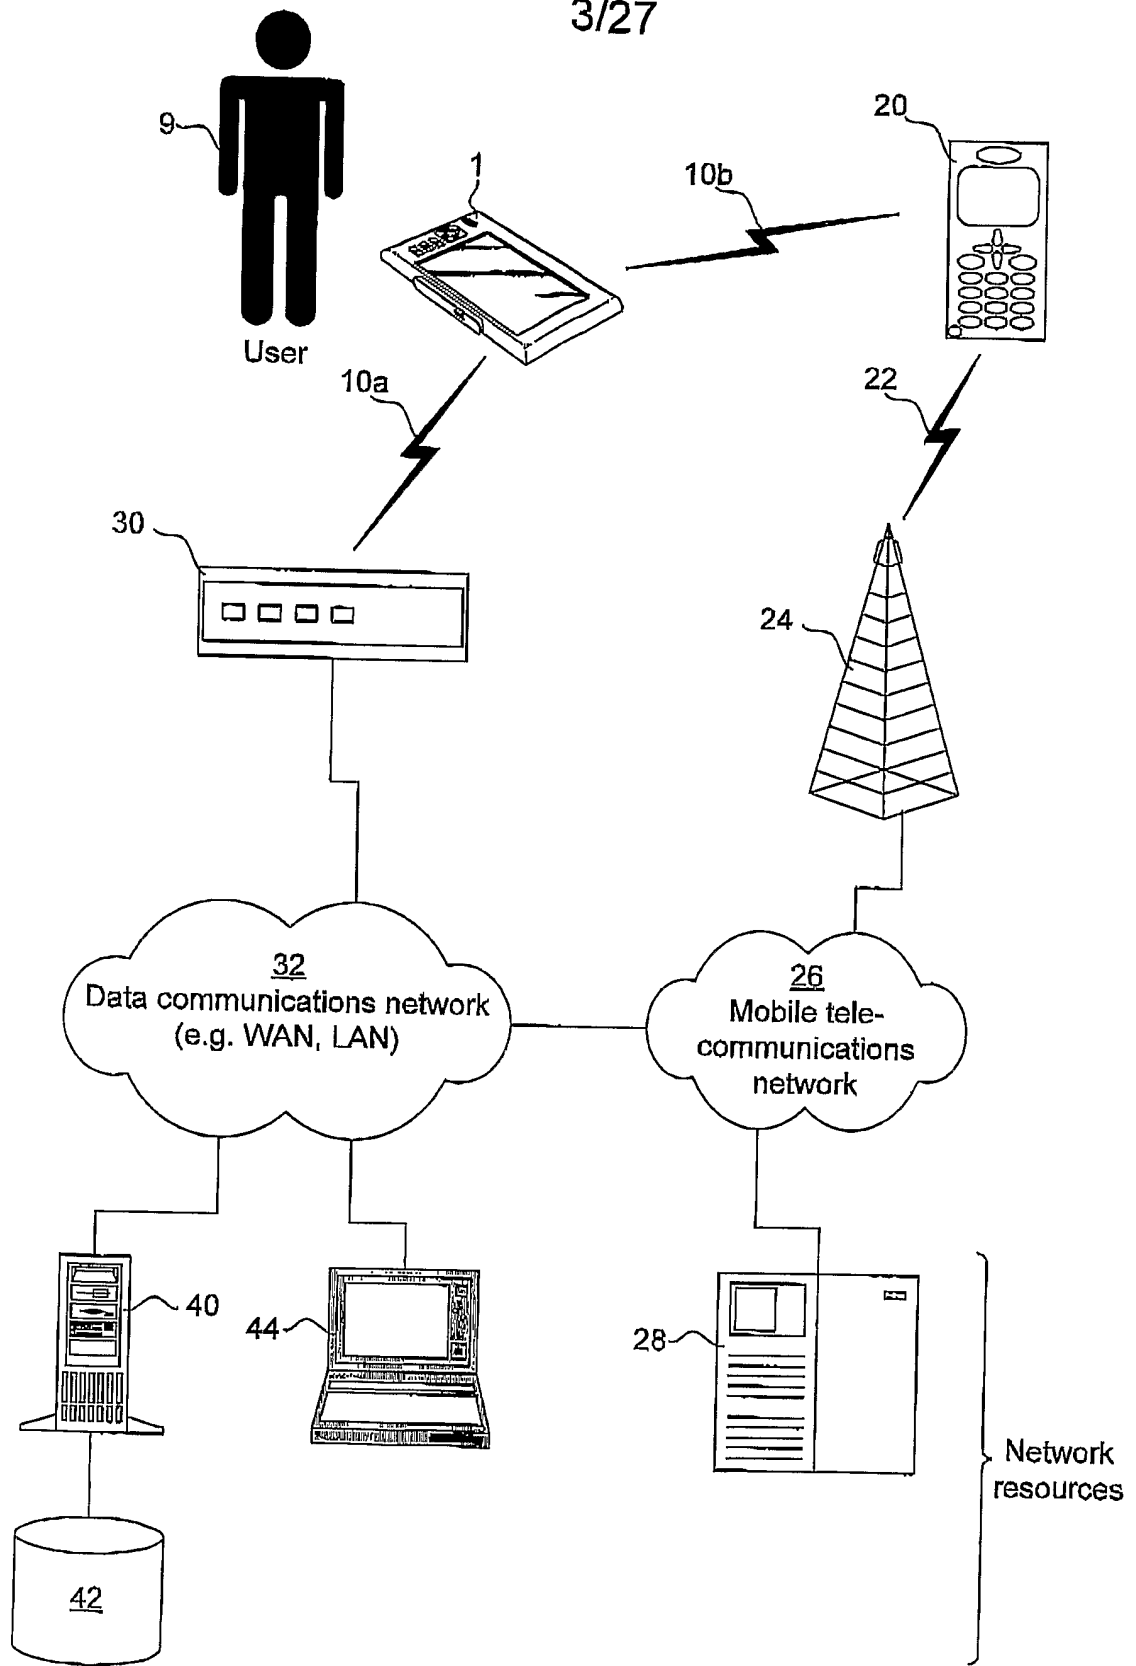 3/27
9
1
10b
20
User
10a
22
30
24
32
Data communications network
(e.g. WAN, LAN)
26
Mobile tele-
communications
network
40
44
28
Network
resources
42